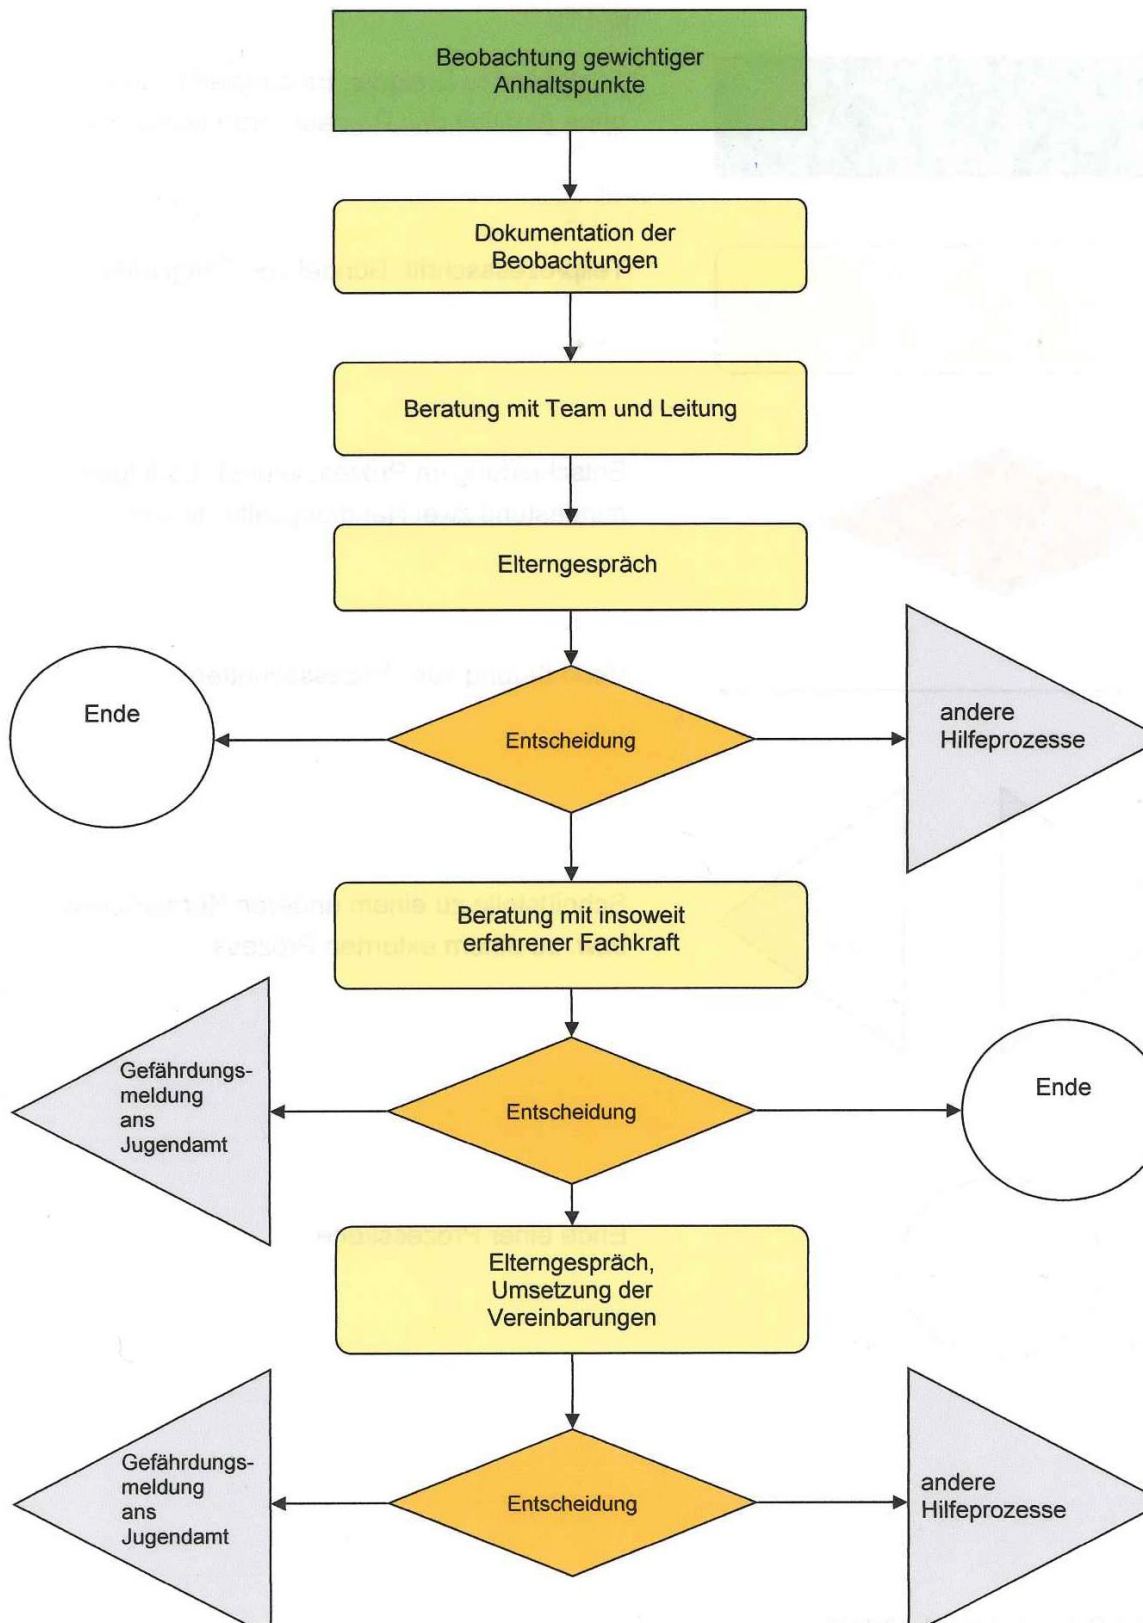 Beobachtung gewichtiger
Anhaltspunkte
Dokumentation der
Beobachtungen
Beratung mit Team und Leitung
Elterngespräch
Ende
Entscheidung
andere
Hilfeprozesse
Beratung mit insoweit
erfahrener Fachkraft
Gefährdungs-
meldung
ans
Jugendamt
Entscheidung
Ende
Elterngespräch,
Umsetzung der
Vereinbarungen
Gefährdungs-
meldung
ans
Jugendamt
Entscheidung
andere
Hilfeprozesse